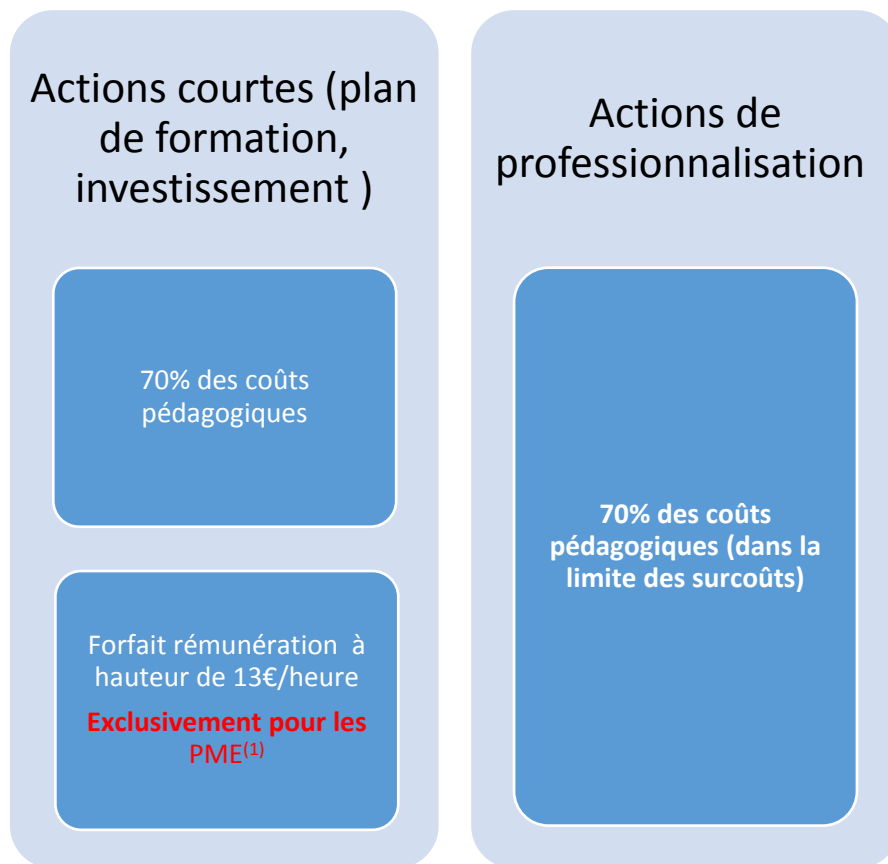 Actions courtes (plan
de formation,
investissement )
70% des coûts
pédagogiques
Forfait rémunération à
hauteur de 13€/heure
Exclusivement pour les
PME(1)
Actions de
professionnalisation
70% des coûts
pédagogiques (dans la
limite des surcoûts)